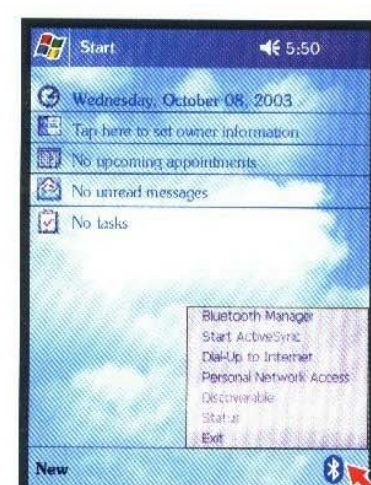 Start 5:50
Wednesday, October 08, 2003
Tap here to set owner information
No upcoming appointments
No unread messages
No tasks
Bluetooth Manager
Start ActiveSync
Dial-Up to Internet
Personal Network Access
Discoverable
Status
Exit
New